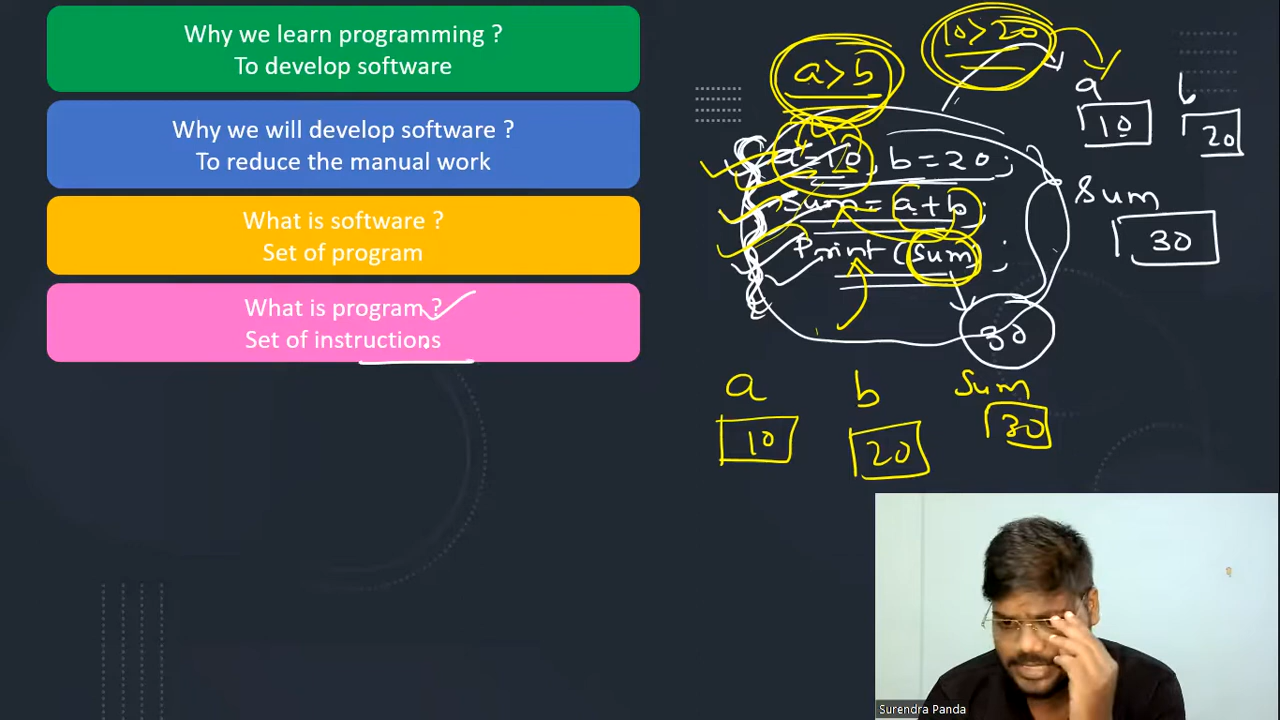 Why we learn programming ?
To develop software
Why we will develop software ?
To reduce the manual work
What is software ?
Set of program
What is program ?
Set of instructions
a > b
10 > 20
a
10
b
20
a = 10, b = 20;
Sum = a + b;
Print (Sum);
30
Sum
30
a
10
b
20
Sum
30
Surendra Panda